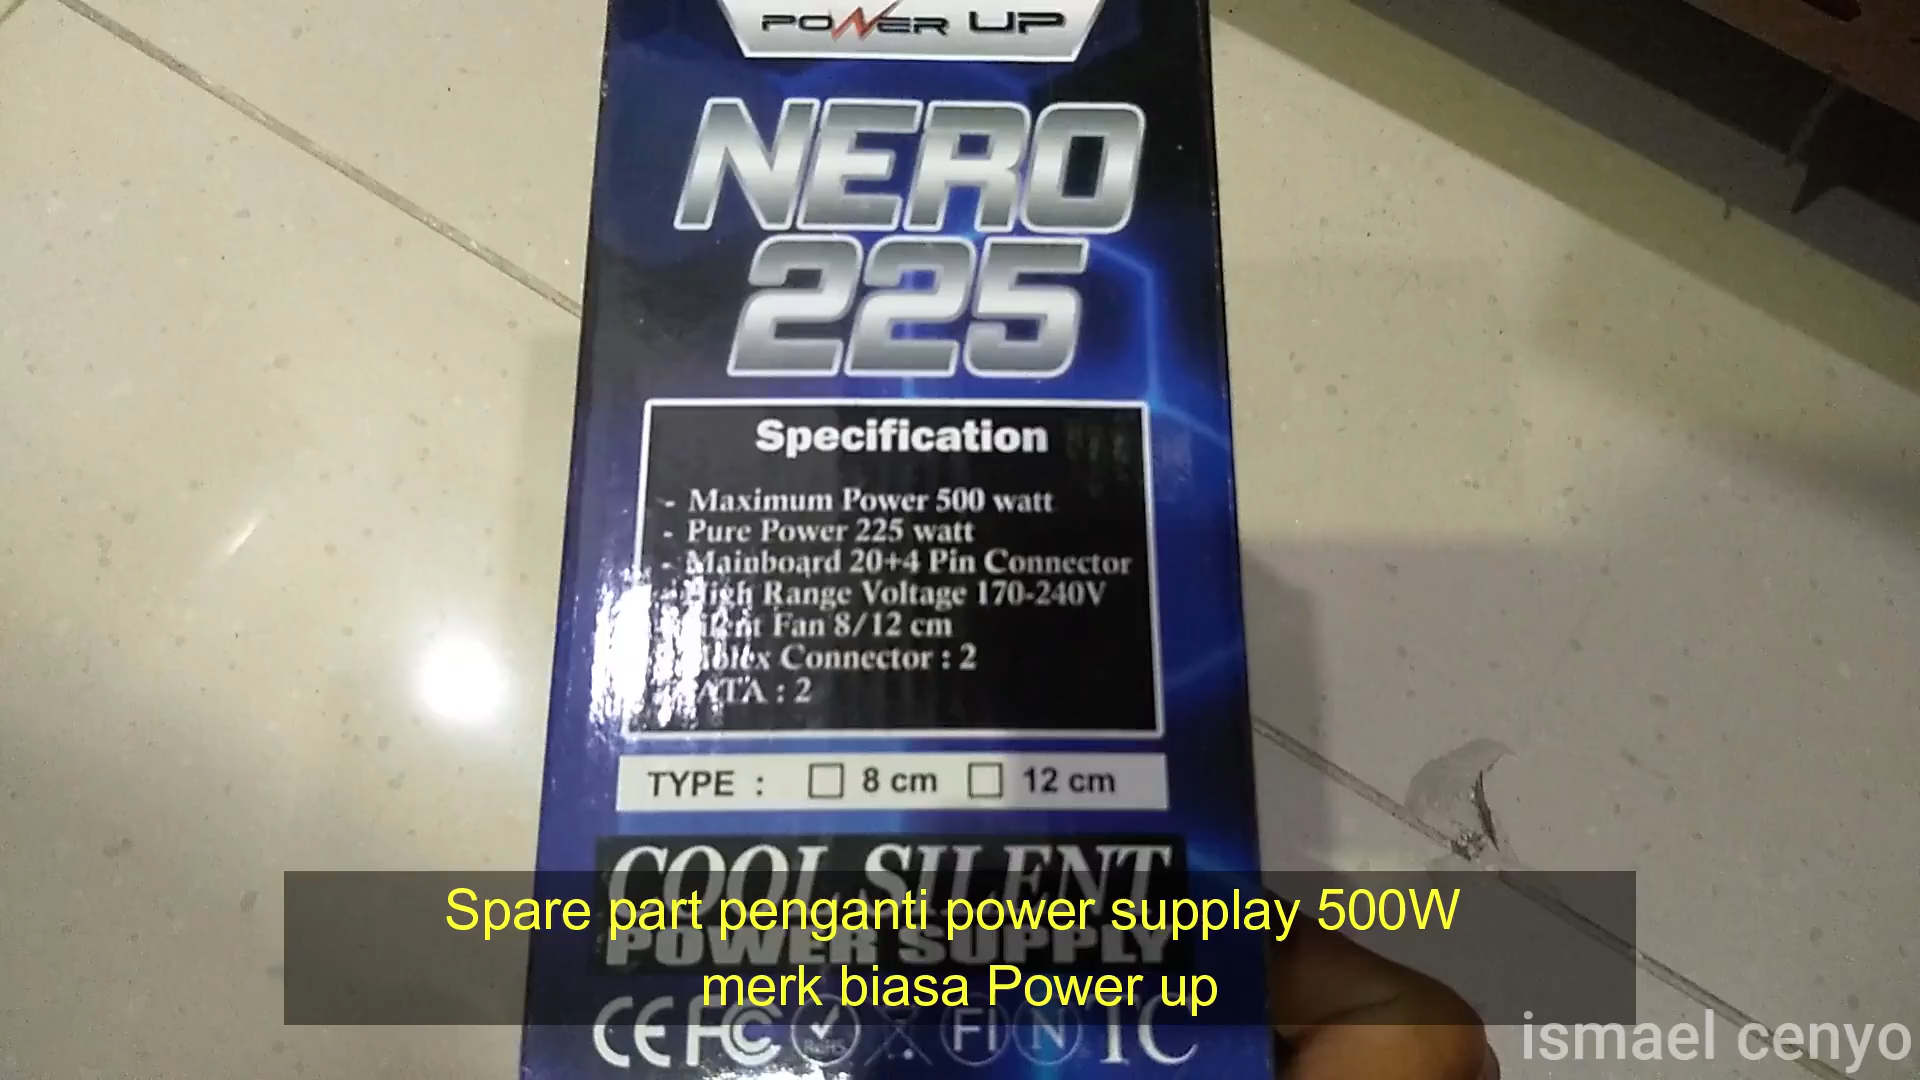 POWER UP
NERO
225
Specification
- Maximum Power 500 watt
- Pure Power 225 watt
- Mainboard 20+4 Pin Connector
- High Range Voltage 170-240V
Silent Fan 8/12 cm
Molex Connector : 2
SATA : 2
TYPE : 8 cm 12 cm
COOL SILENT
POWER SUPPLY
Spare part penganti power supplay 500W
merk biasa Power up
CE FC RoHS FI N TC
ismael cenyo